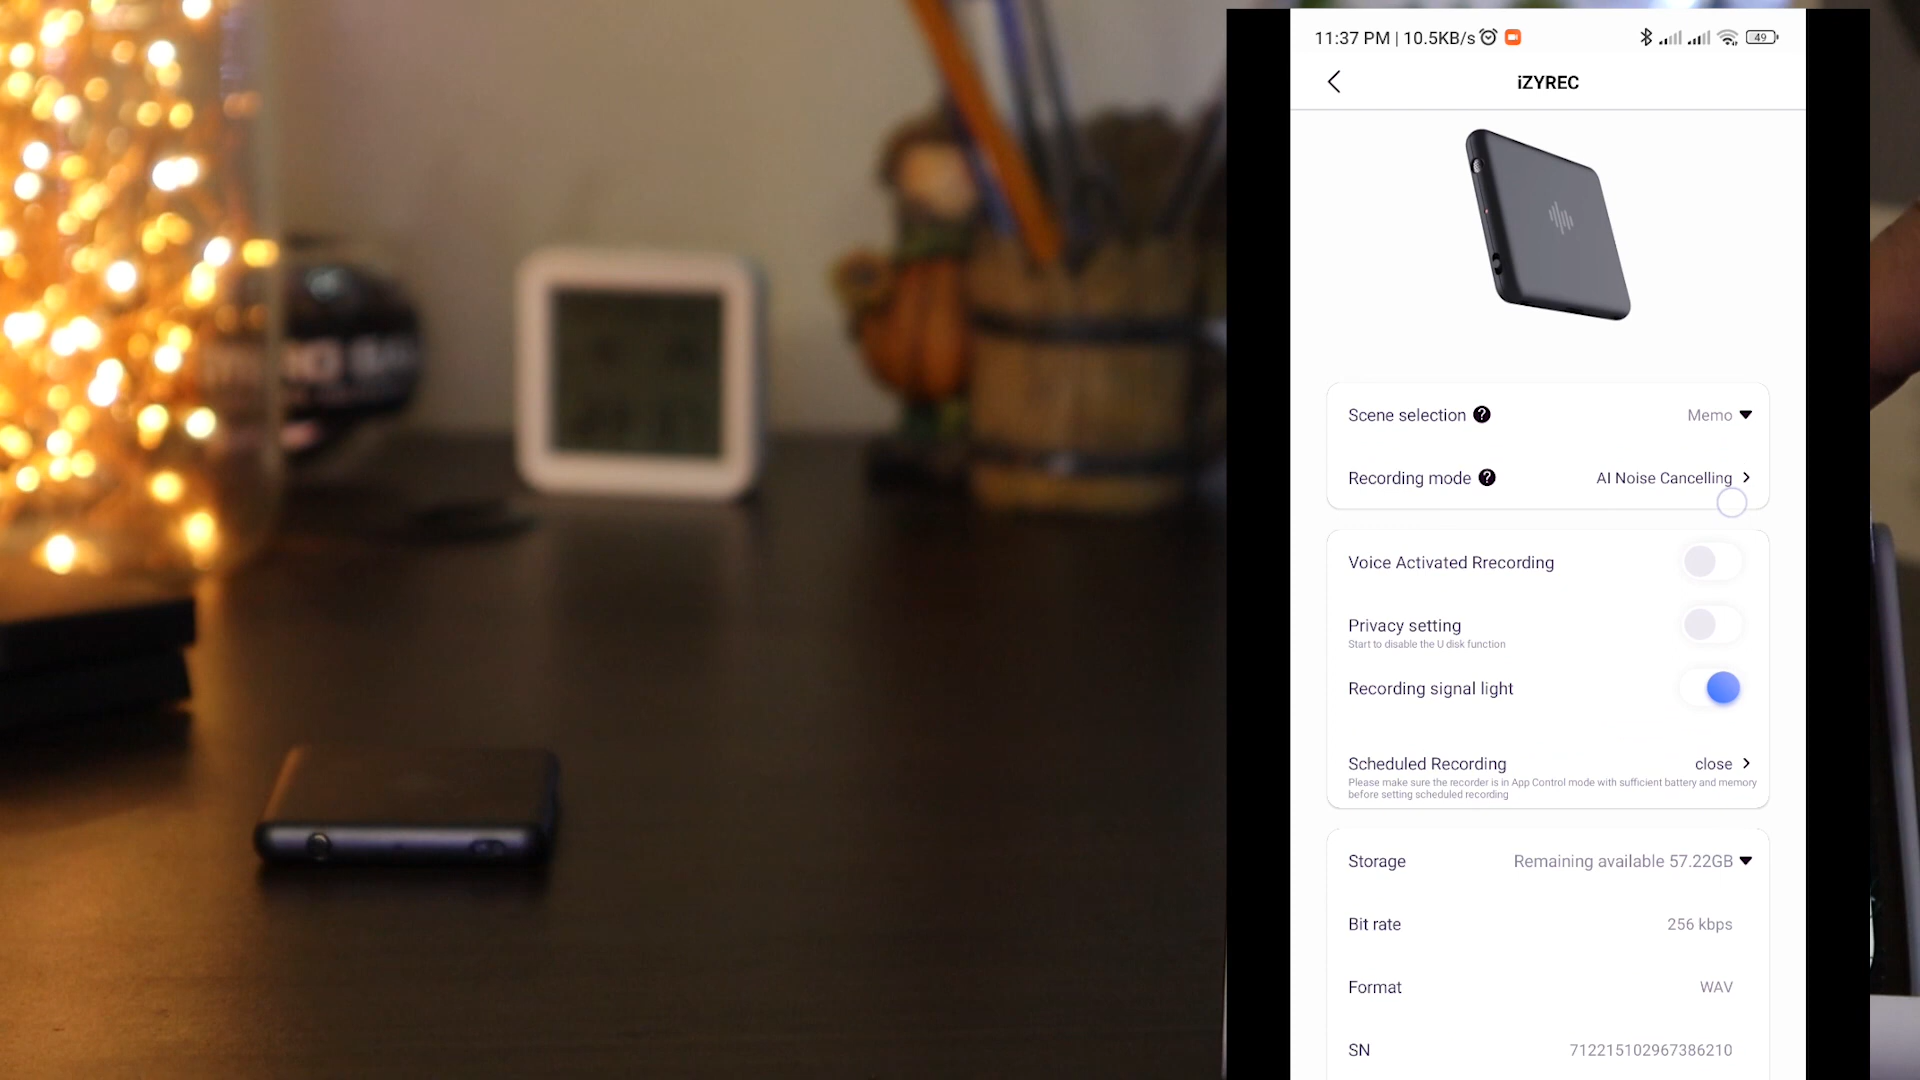 11:37 PM | 10.5KB/s
49
iZYREC
Scene selection ?
Memo
Recording mode ?
AI Noise Cancelling
Voice Activated Rrecording
Privacy setting
Start to disable the U disk function
Recording signal light
Scheduled Recording
close
Please make sure the recorder is in App Control mode with sufficient battery and memory
before setting scheduled recording
Storage
Remaining available 57.22GB
Bit rate
256 kbps
Format
WAV
SN
712215102967386210